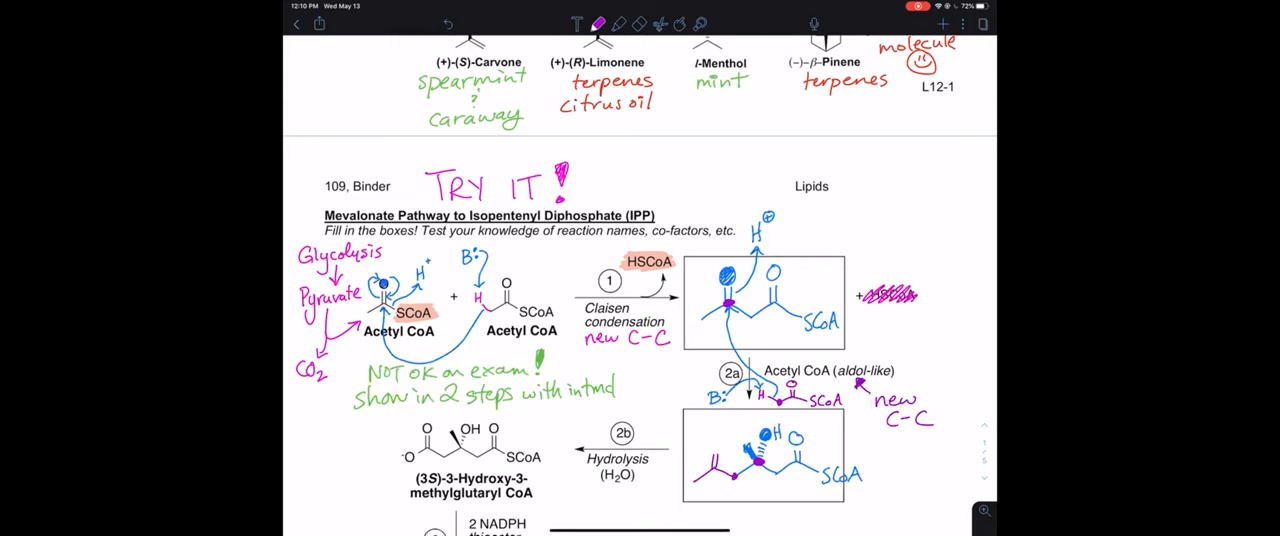 12:10 PM Wed May 13
72%
(+)-(S)-Carvone
(+)-(R)-Limonene
l-Menthol
(−)-β-Pinene
molecule
spearmint
?
caraway
terpenes
citrus oil
mint
terpenes
L12-1
109, Binder
TRY IT!
Lipids
Mevalonate Pathway to Isopentenyl Diphosphate (IPP)
Fill in the boxes! Test your knowledge of reaction names, co-factors, etc.
Glycolysis
Pyruvate
CO2
H+
SCoA
Acetyl CoA
+
B:
H
O
SCoA
Acetyl CoA
1
HSCoA
Claisen
condensation
new C-C
H⊕
O
SCoA
+
NOT OK on exam!
show in 2 steps with intmd
2a
Acetyl CoA (aldol-like)
B:
H
O
SCoA
new
C-C
O
OH
O
-O
SCoA
(3S)-3-Hydroxy-3-
methylglutaryl CoA
2b
Hydrolysis
(H2O)
OH
O
SCoA
2 NADPH
1
5